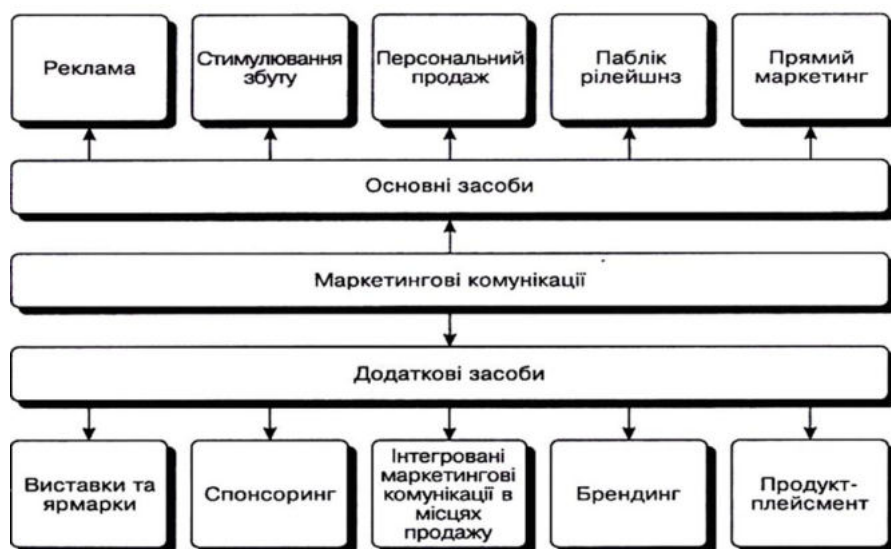 Реклама
Стимулювання
збуту
Персональний
продаж
Паблік
рілейшнз
Прямий
маркетинг
Основні засоби
Маркетингові комунікації
Додаткові засоби
Виставки та
ярмарки
Спонсоринг
Інтегровані
маркетингові
комунікації в
місцях
продажу
Брендинг
Продукт-
плейсмент